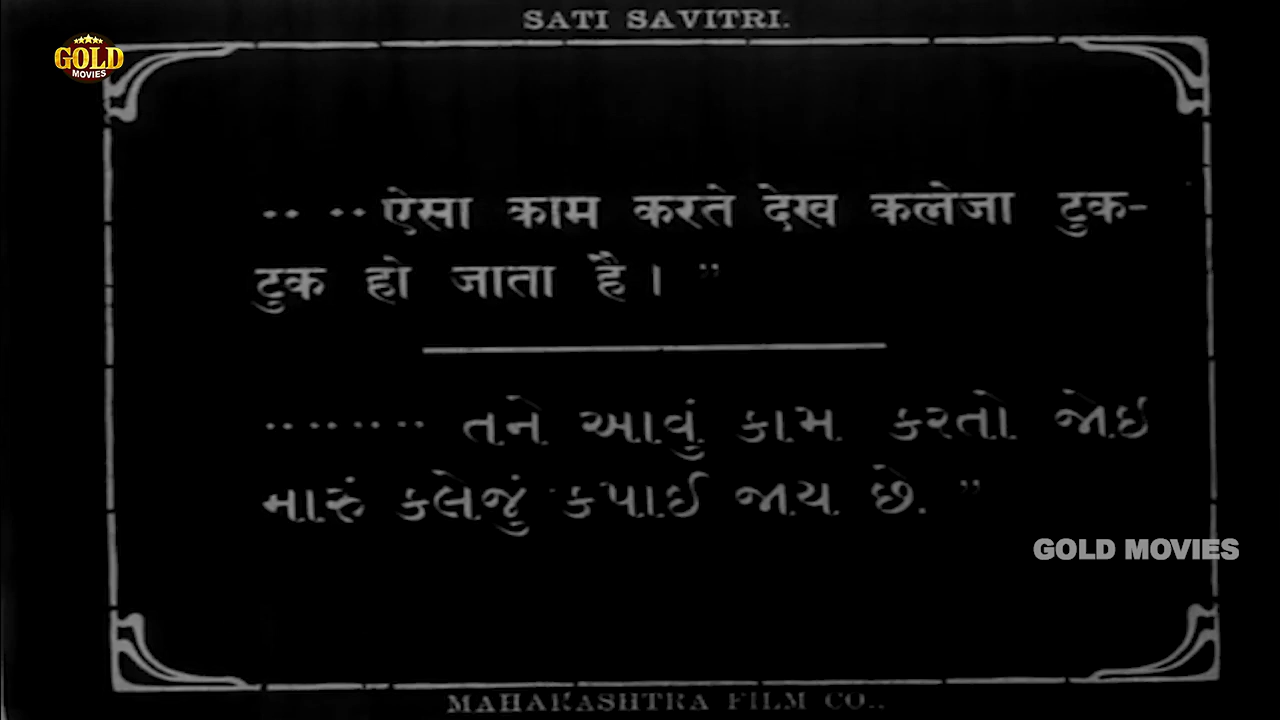 SATI SAVITRI.
GOLD
MOVIES
.. ..ऐसा काम करते देख कलेजा टुक-
टुक हो जाता है। ”
........ તને આવું કામ કરતો જોઇ
મારું કલેજું કપાઈ જાય છે. ”
GOLD MOVIES
MAHARASHTRA FILM CO..